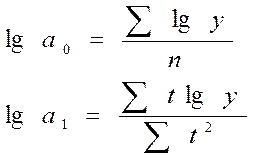 lg a₀ = ∑ lg y / n
lg a₁ = ∑ t lg y / ∑ t²